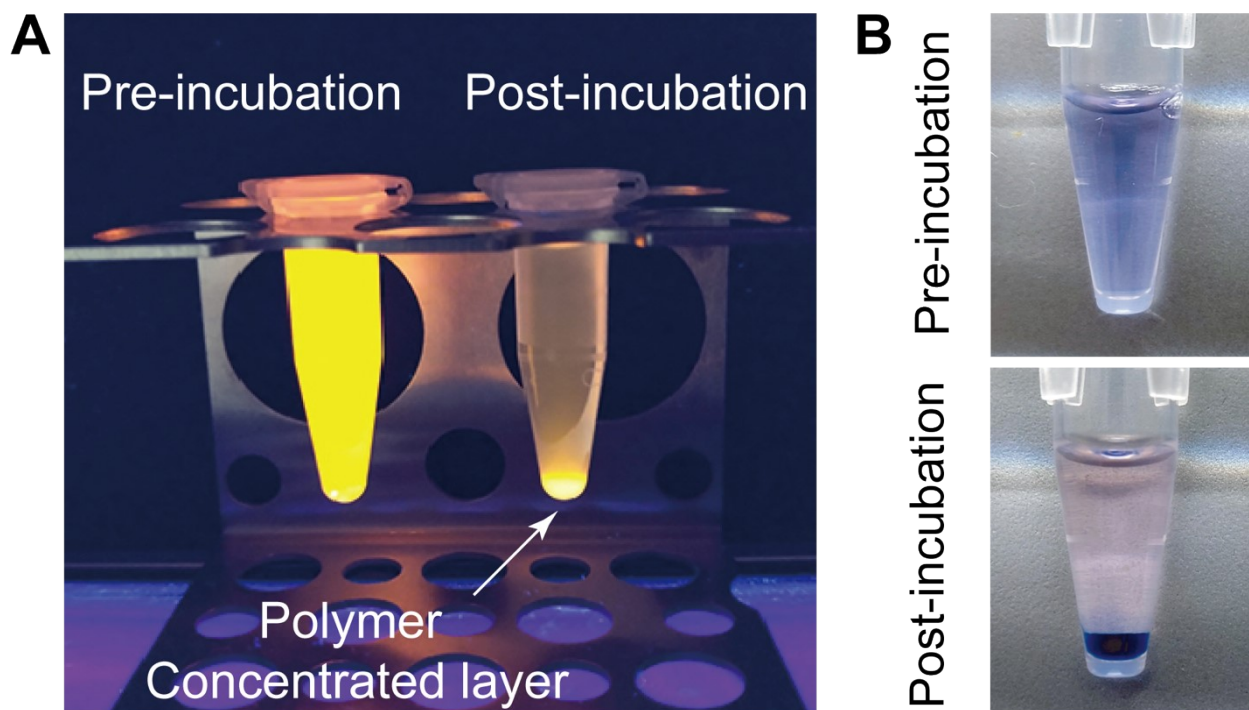 A
Pre-incubation
Post-incubation
Polymer
Concentrated layer
B
Pre-incubation
Post-incubation